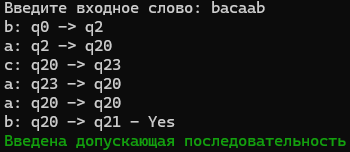 Введите входное слово: bacaab
b: q0 -> q2
a: q2 -> q20
c: q20 -> q23
a: q23 -> q20
a: q20 -> q20
b: q20 -> q21 - Yes
Введена допускающая последовательность